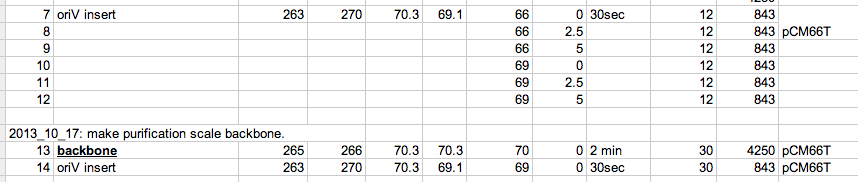 7 oriV insert 263 270 70.3 69.1 66 0 30sec 12 843
8 66 2.5 12 843 pCM66T
9 66 5 12 843
10 69 0 12 843
11 69 2.5 12 843
12 69 5 12 843
2013_10_17: make purification scale backbone.
13 backbone 265 266 70.3 70.3 70 0 2 min 30 4250 pCM66T
14 oriV insert 263 270 70.3 69.1 69 0 30sec 30 843 pCM66T